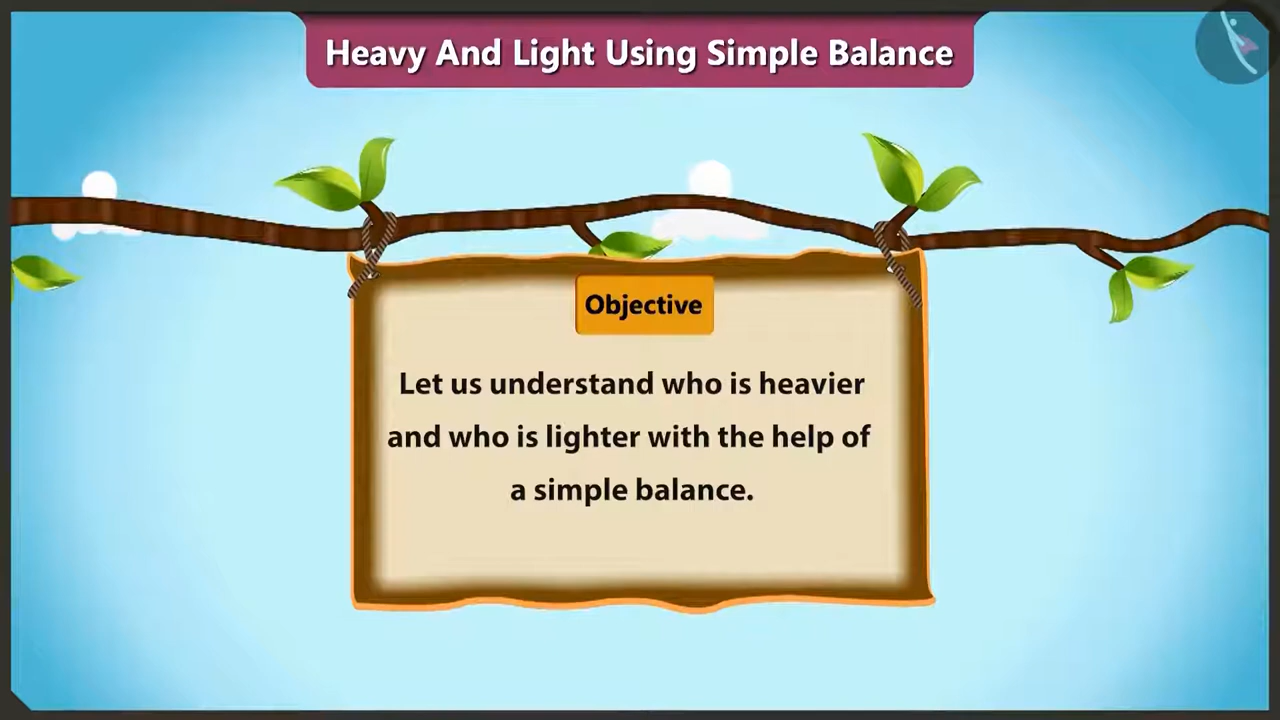 Heavy And Light Using Simple Balance
Objective
Let us understand who is heavier
and who is lighter with the help of
a simple balance.